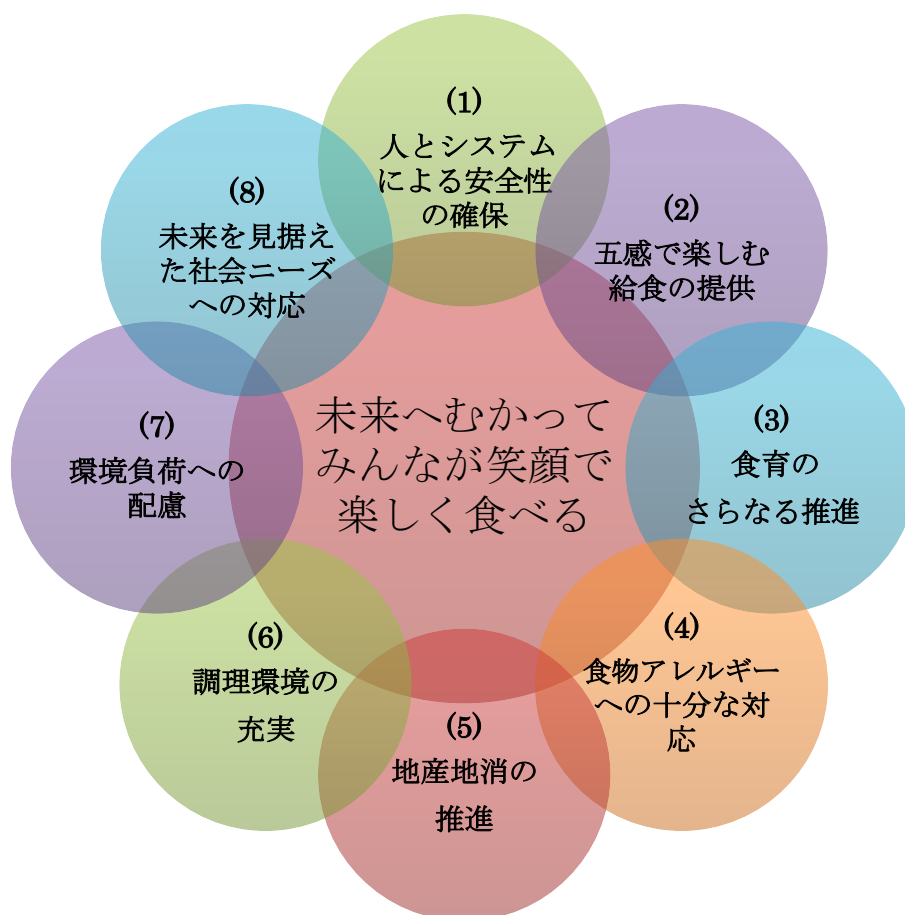 (1)
人とシステム
による安全性
の確保
(2)
五感で楽しむ
給食の提供
(3)
食育の
さらなる推進
(4)
食物アレルギー
への十分な対
応
(5)
地産地消の
推進
(6)
調理環境の
充実
(7)
環境負荷への
配慮
(8)
未来を見据え
た社会ニーズ
への対応
未来へむかって
みんなが笑顔で
楽しく食べる